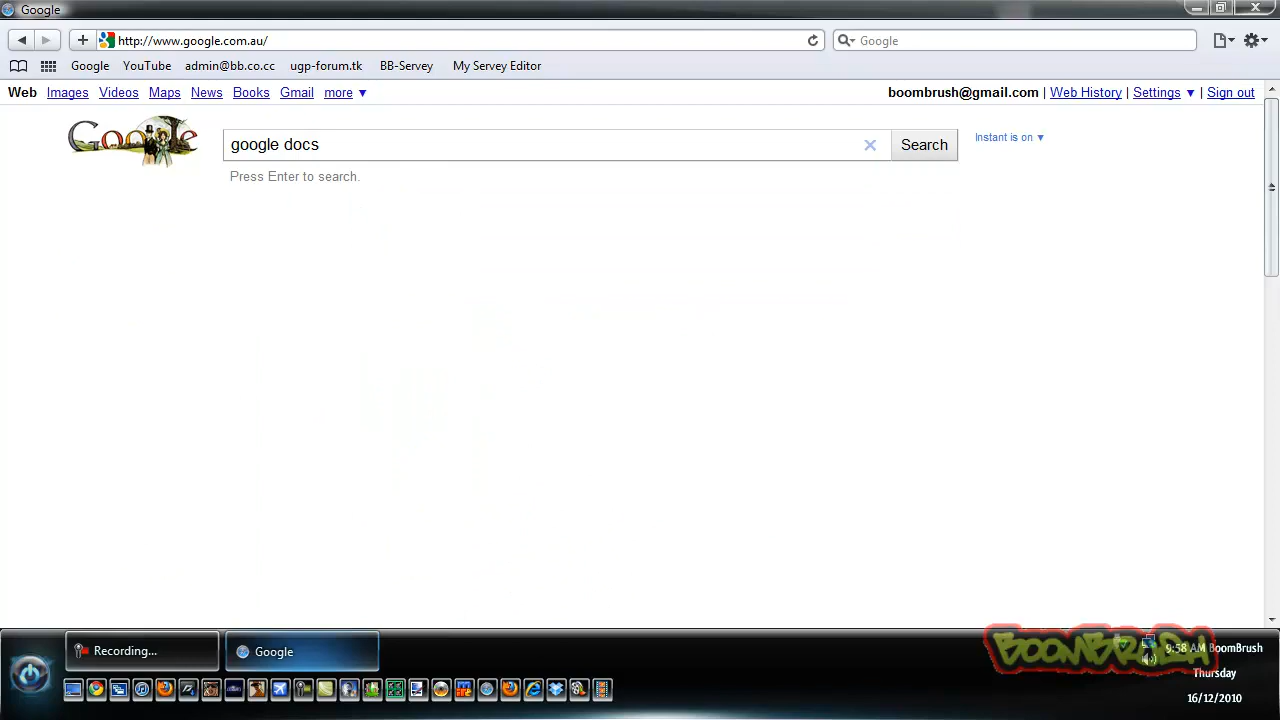 Google
http://www.google.com.au/
Google
Google YouTube admin@bb.co.cc ugp-forum.tk BB-Servey My Servey Editor
Web Images Videos Maps News Books Gmail more ▼
boombrush@gmail.com | Web History | Settings ▼ | Sign out
Google
google docs
Search
Instant is on ▼
Press Enter to search.
Recording...
Google
BOOMBRUSH
9:58 AM BoomBrush
Thursday
16/12/2010